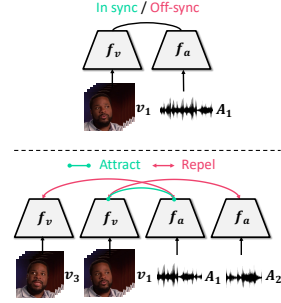 In sync / Off-sync
f_v f_a
v_1 A_1
Attract Repel
f_v f_v f_a f_a
v_3 v_1 A_1 A_2